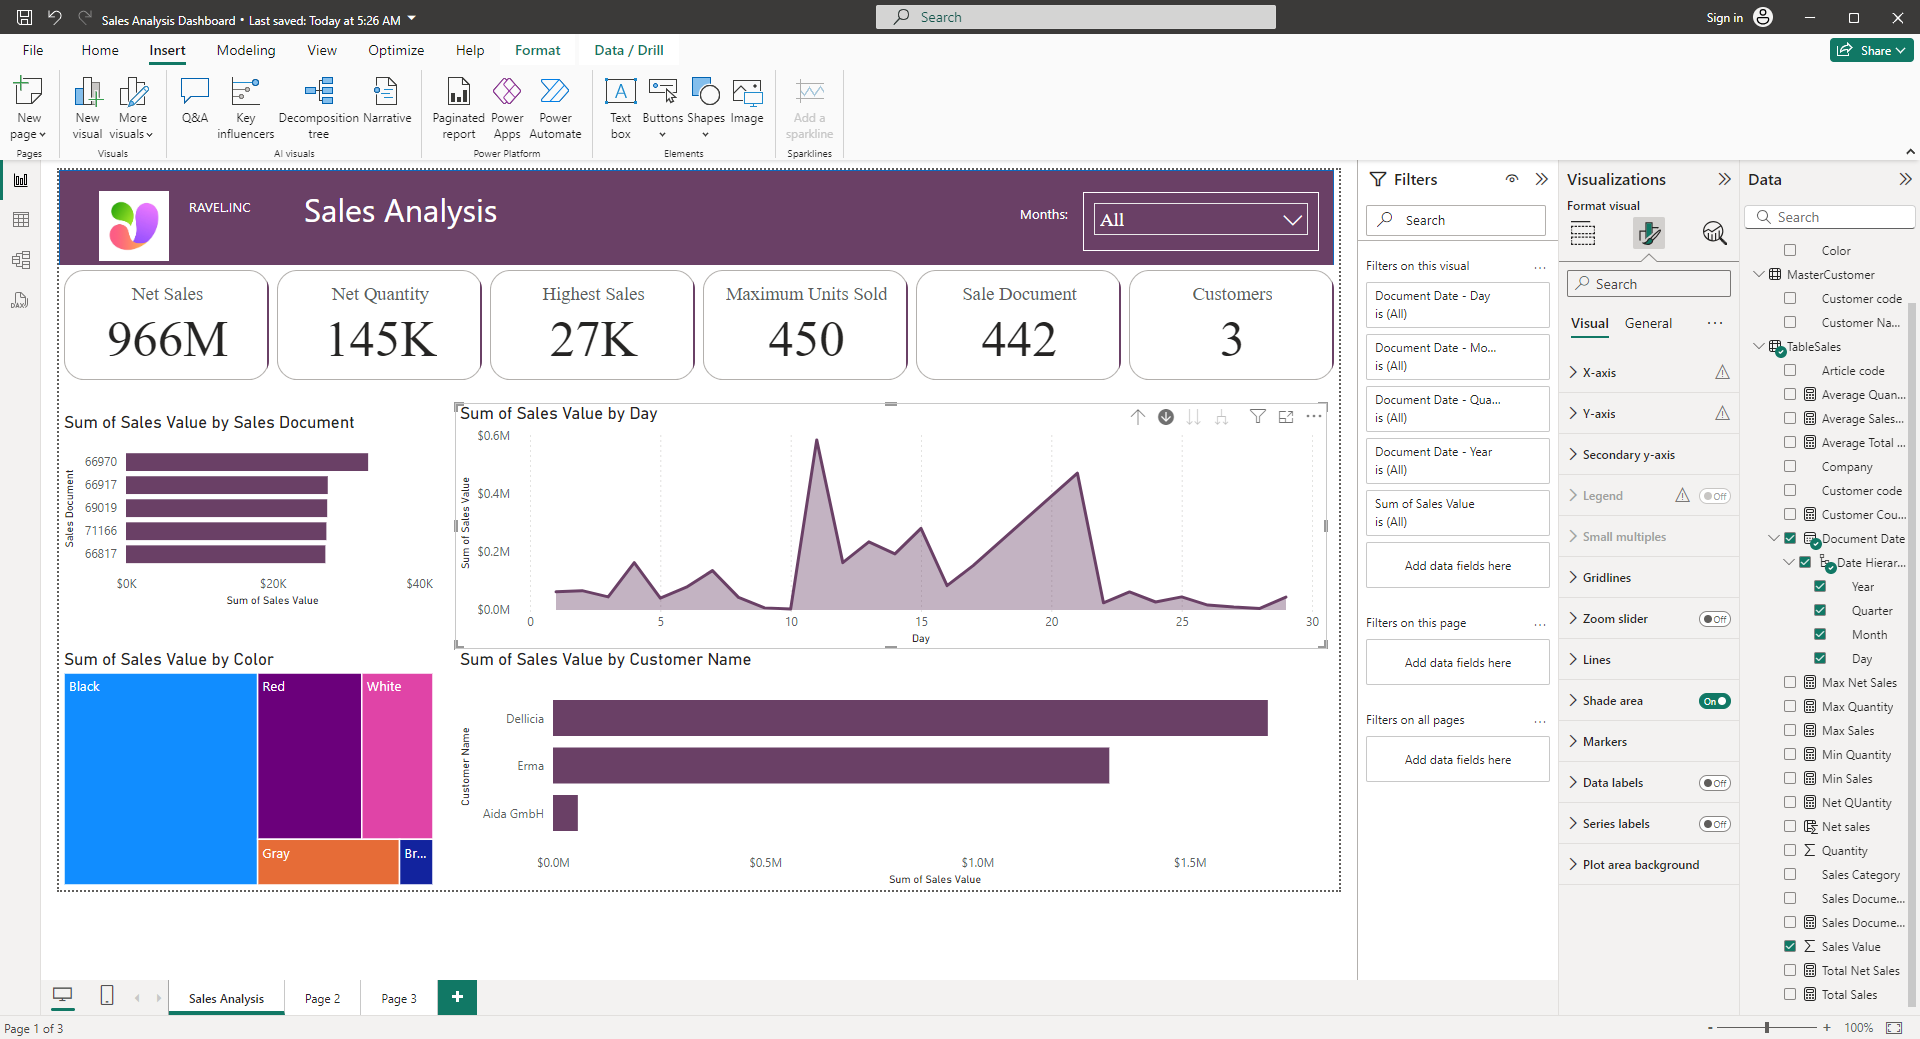 Sales Analysis Dashboard • Last saved: Today at 5:26 AM
Search
Sign in
File
Home
Insert
Modeling
View
Optimize
Help
Format
Data / Drill
Share
New page
New visual
More visuals
Q&A
Key influencers
Decomposition tree
Narrative
Paginated report
Power Apps
Power Automate
Text box
Buttons
Shapes
Image
Add a sparkline
Pages
Visuals
AI visuals
Power Platform
Elements
Sparklines
RAVEL.INC
Sales Analysis
Months:
All
Net Sales
966M
Net Quantity
145K
Highest Sales
27K
Maximum Units Sold
450
Sale Document
442
Customers
3
Sum of Sales Value by Sales Document
Sales Document
66970
66917
69019
71166
66817
$0K
$20K
$40K
Sum of Sales Value
Sum of Sales Value by Day
Sum of Sales Value
$0.6M
$0.4M
$0.2M
$0.0M
0
5
10
15
20
25
30
Day
Sum of Sales Value by Color
Black
Red
White
Gray
Br...
Sum of Sales Value by Customer Name
Customer Name
Dellicia
Erma
Aida GmbH
$0.0M
$0.5M
$1.0M
$1.5M
Sum of Sales Value
Filters
Search
Filters on this visual
Document Date - Day
is (All)
Document Date - Mo...
is (All)
Document Date - Qua...
is (All)
Document Date - Year
is (All)
Sum of Sales Value
is (All)
Add data fields here
Filters on this page
Add data fields here
Filters on all pages
Add data fields here
Visualizations
Format visual
Search
Visual
General
X-axis
Y-axis
Secondary y-axis
Legend
Off
Small multiples
Gridlines
Zoom slider
Off
Lines
Shade area
On
Markers
Data labels
Off
Series labels
Off
Plot area background
Data
Search
Color
MasterCustomer
Customer code
Customer Na...
TableSales
Article code
Average Quan...
Average Sales...
Average Total ...
Company
Customer code
Customer Cou...
Document Date
Date Hierar...
Year
Quarter
Month
Day
Max Net Sales
Max Quantity
Max Sales
Min Quantity
Min Sales
Net QUantity
Net sales
Quantity
Sales Category
Sales Docume...
Sales Docume...
Sales Value
Total Net Sales
Total Sales
DAX
Sales Analysis
Page 2
Page 3
Page 1 of 3
100%